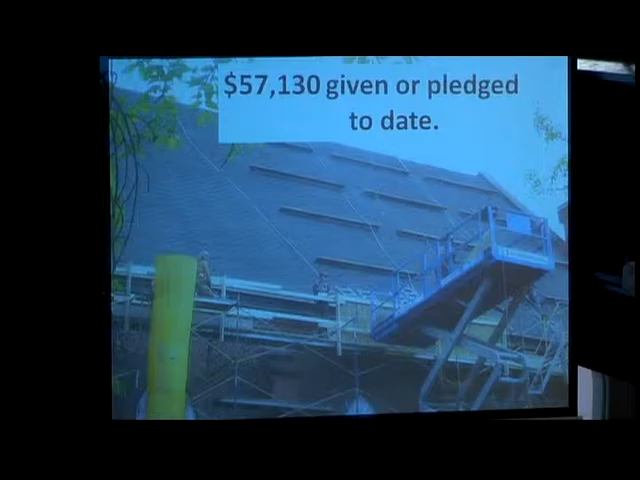 $57,130 given or pledged
to date.